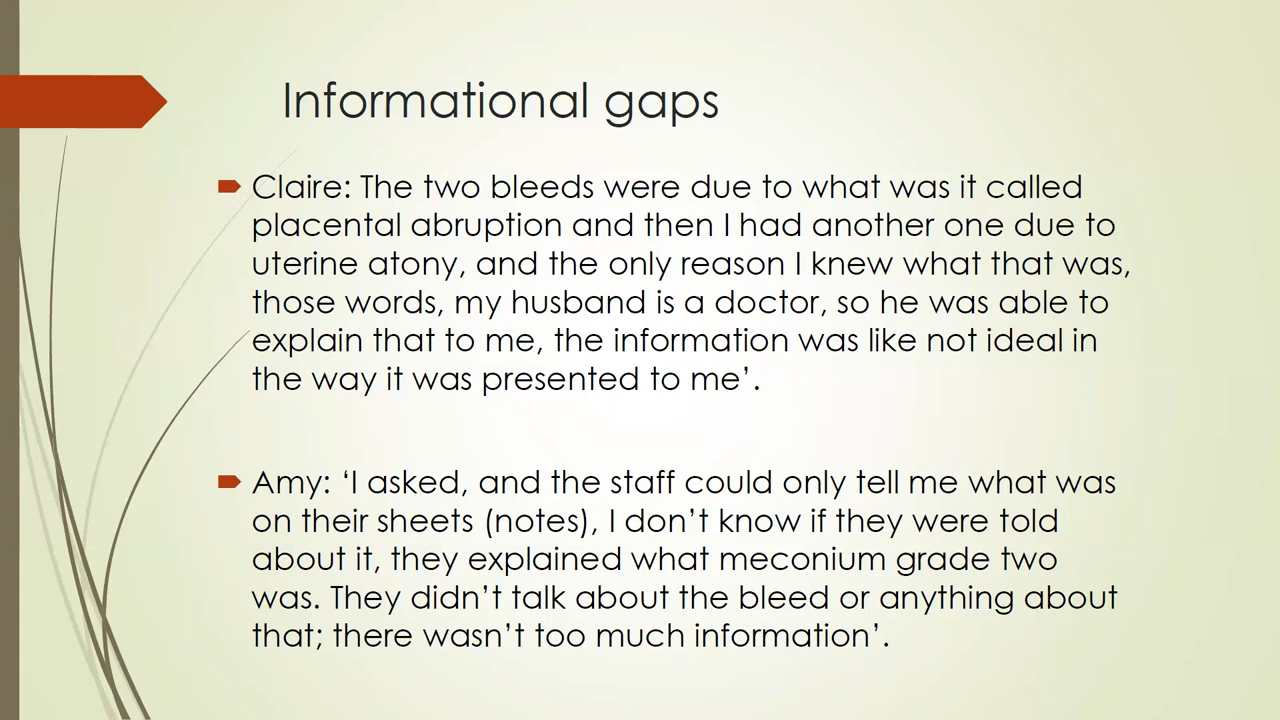 Informational gaps
Claire: The two bleeds were due to what was it called
placental abruption and then I had another one due to
uterine atony, and the only reason I knew what that was,
those words, my husband is a doctor, so he was able to
explain that to me, the information was like not ideal in
the way it was presented to me’.
Amy: ‘I asked, and the staff could only tell me what was
on their sheets (notes), I don’t know if they were told
about it, they explained what meconium grade two
was. They didn’t talk about the bleed or anything about
that; there wasn’t too much information’.